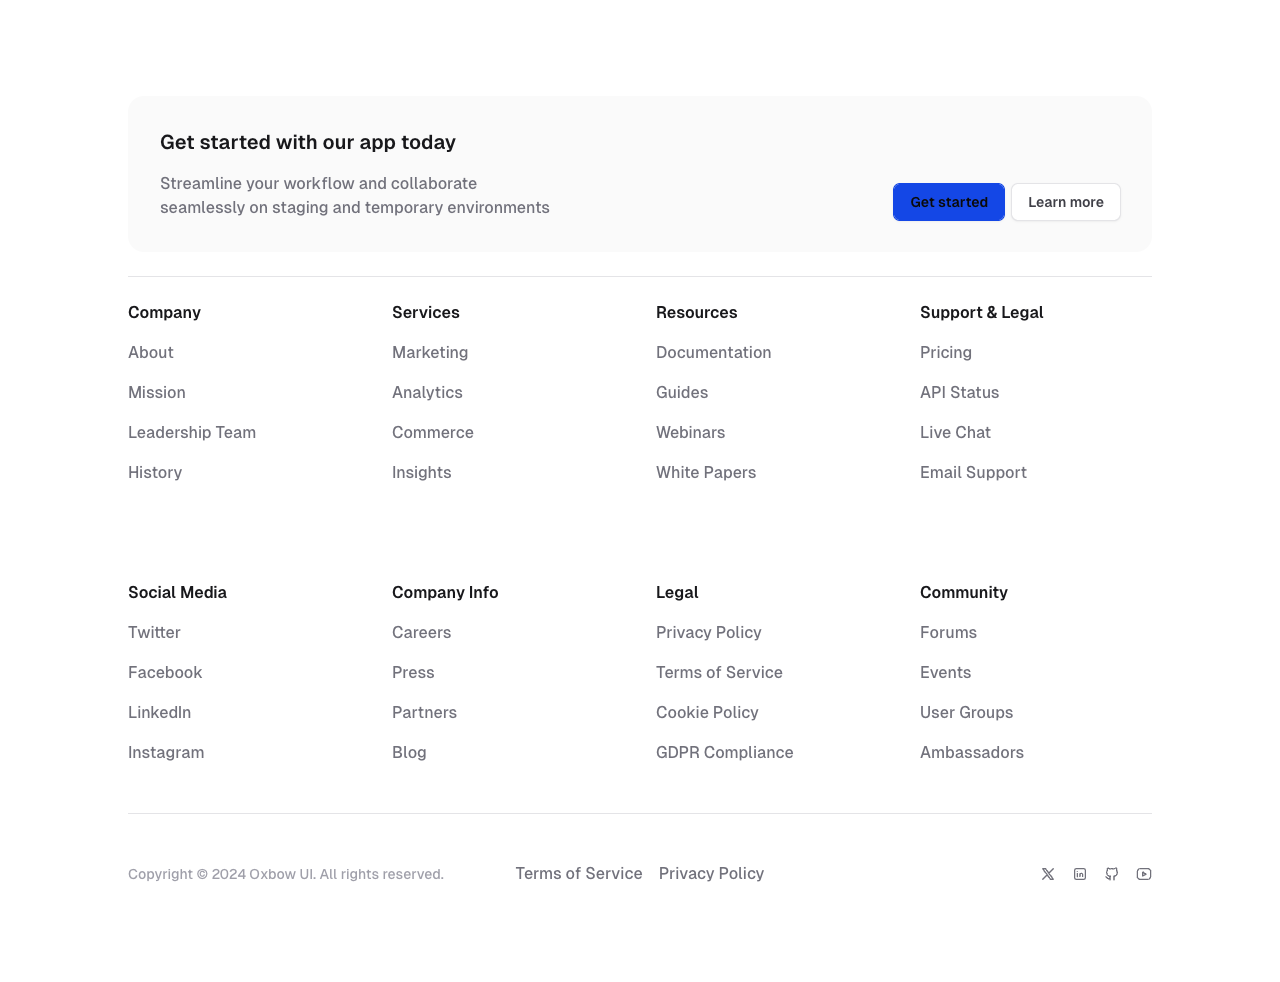 Get started with our app today
Streamline your workflow and collaborate
seamlessly on staging and temporary environments
Get started
Learn more
Company
About
Mission
Leadership Team
History
Services
Marketing
Analytics
Commerce
Insights
Resources
Documentation
Guides
Webinars
White Papers
Support & Legal
Pricing
API Status
Live Chat
Email Support
Social Media
Twitter
Facebook
LinkedIn
Instagram
Company Info
Careers
Press
Partners
Blog
Legal
Privacy Policy
Terms of Service
Cookie Policy
GDPR Compliance
Community
Forums
Events
User Groups
Ambassadors
Copyright © 2024 Oxbow UI. All rights reserved.
Terms of Service
Privacy Policy